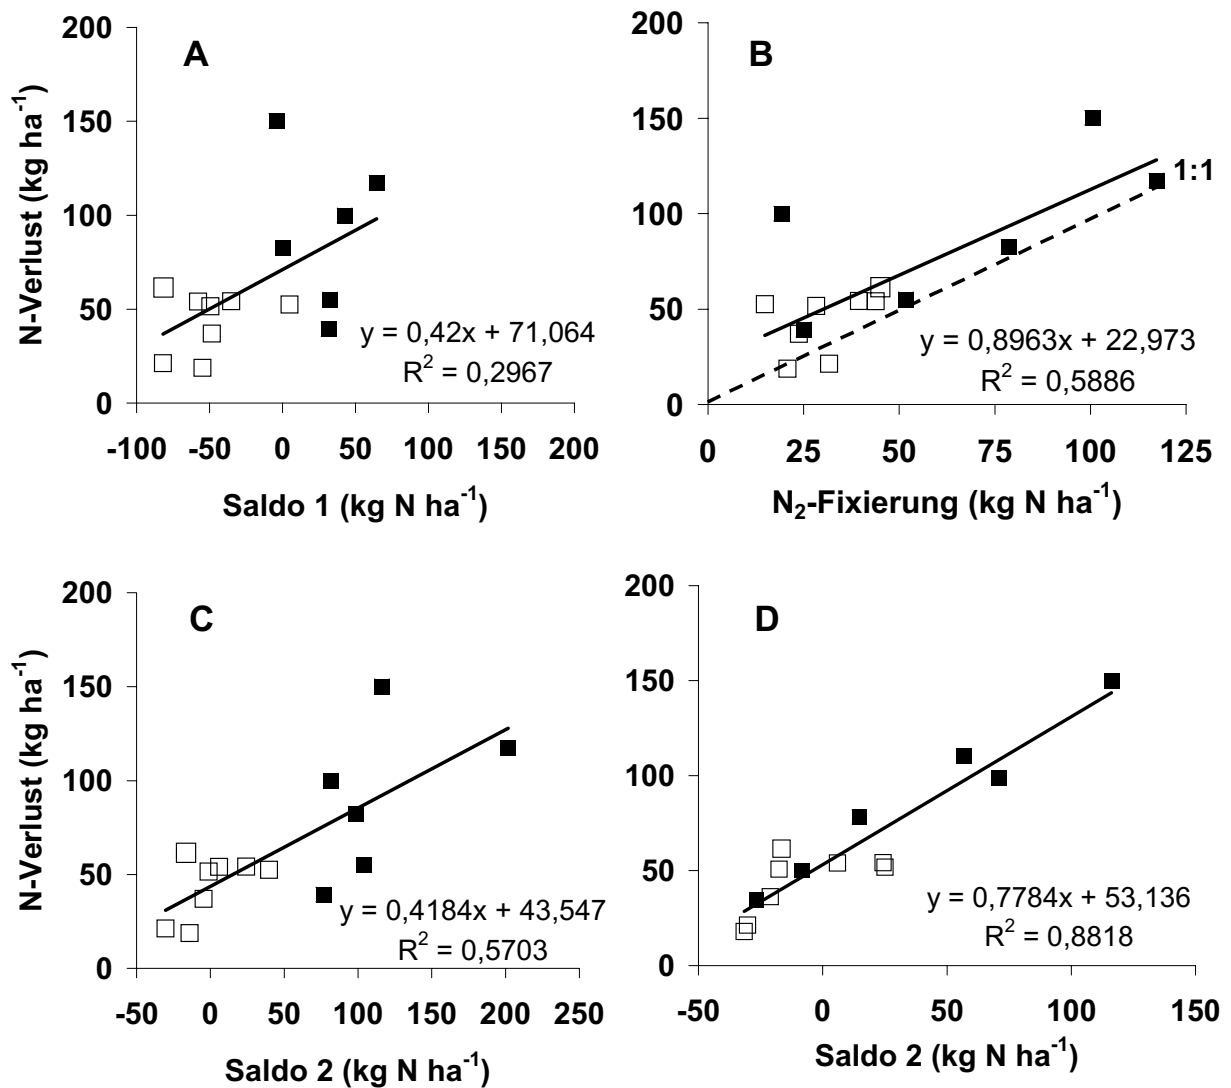 A
N-Verlust (kg ha⁻¹)
200
150
100
50
0
y = 0,42x + 71,064
R² = 0,2967
-100 -50 0 50 100 150 200
Saldo 1 (kg N ha⁻¹)
B
200
150
100
50
0
1:1
y = 0,8963x + 22,973
R² = 0,5886
0 25 50 75 100 125
N₂-Fixierung (kg N ha⁻¹)
C
N-Verlust (kg ha⁻¹)
200
150
100
50
0
y = 0,4184x + 43,547
R² = 0,5703
-50 0 50 100 150 200 250
Saldo 2 (kg N ha⁻¹)
D
200
150
100
50
0
y = 0,7784x + 53,136
R² = 0,8818
-50 0 50 100 150
Saldo 2 (kg N ha⁻¹)